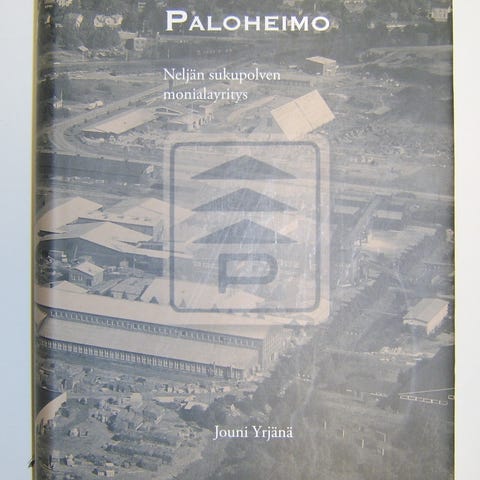 PALOHEIMO
Neljän sukupolven
monialayritys
P
Jouni Yrjänä